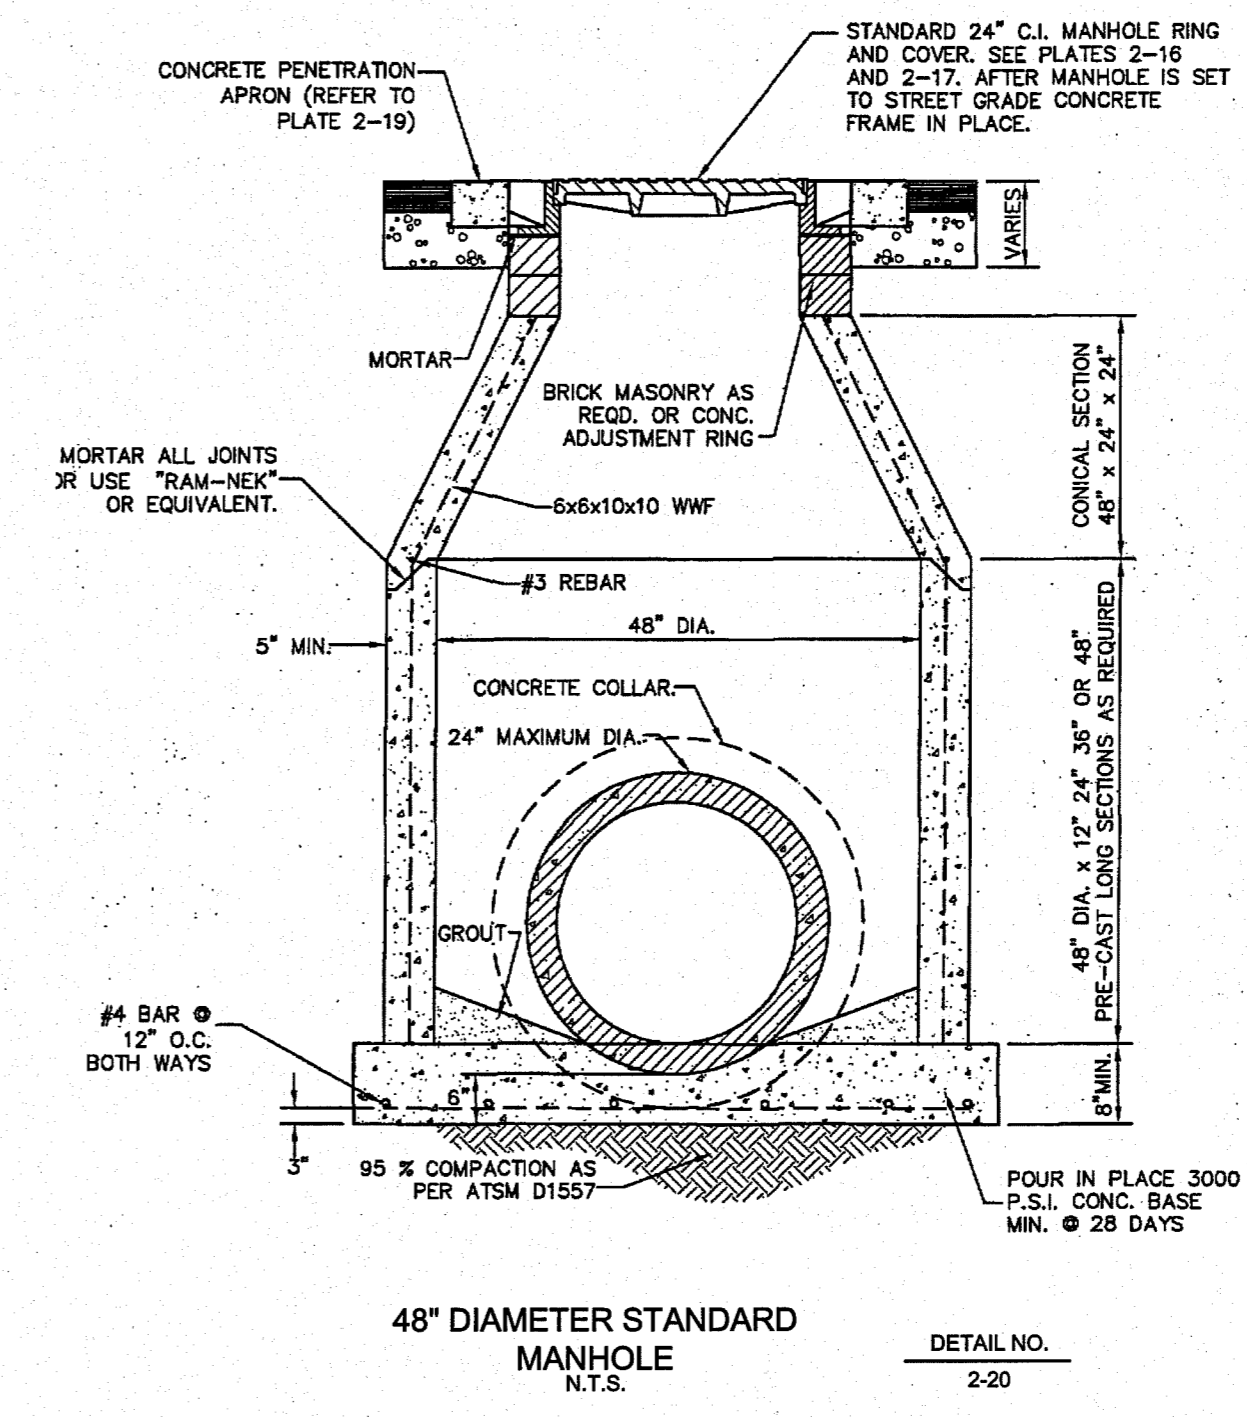 STANDARD 24" C.I. MANHOLE RING
AND COVER. SEE PLATES 2-16
AND 2-17. AFTER MANHOLE IS SET
TO STREET GRADE CONCRETE
FRAME IN PLACE.
CONCRETE PENETRATION
APRON (REFER TO
PLATE 2-19)
VARIES
MORTAR
BRICK MASONRY AS
REQD. OR CONC.
ADJUSTMENT RING
CONICAL SECTION
48" x 24" x 24"
MORTAR ALL JOINTS
OR USE "RAM-NEK"
OR EQUIVALENT.
6x6x10x10 WWF
#3 REBAR
5" MIN.
48" DIA.
CONCRETE COLLAR
24" MAXIMUM DIA.
48" DIA. x 12" 24" 36" OR 48"
PRE-CAST LONG SECTIONS AS REQUIRED
GROUT
#4 BAR @
12" O.C.
BOTH WAYS
6"
8"MIN.
3"
95 % COMPACTION AS
PER ATSM D1557
POUR IN PLACE 3000
P.S.I. CONC. BASE
MIN. @ 28 DAYS
48" DIAMETER STANDARD
MANHOLE
N.T.S.
DETAIL NO.
2-20